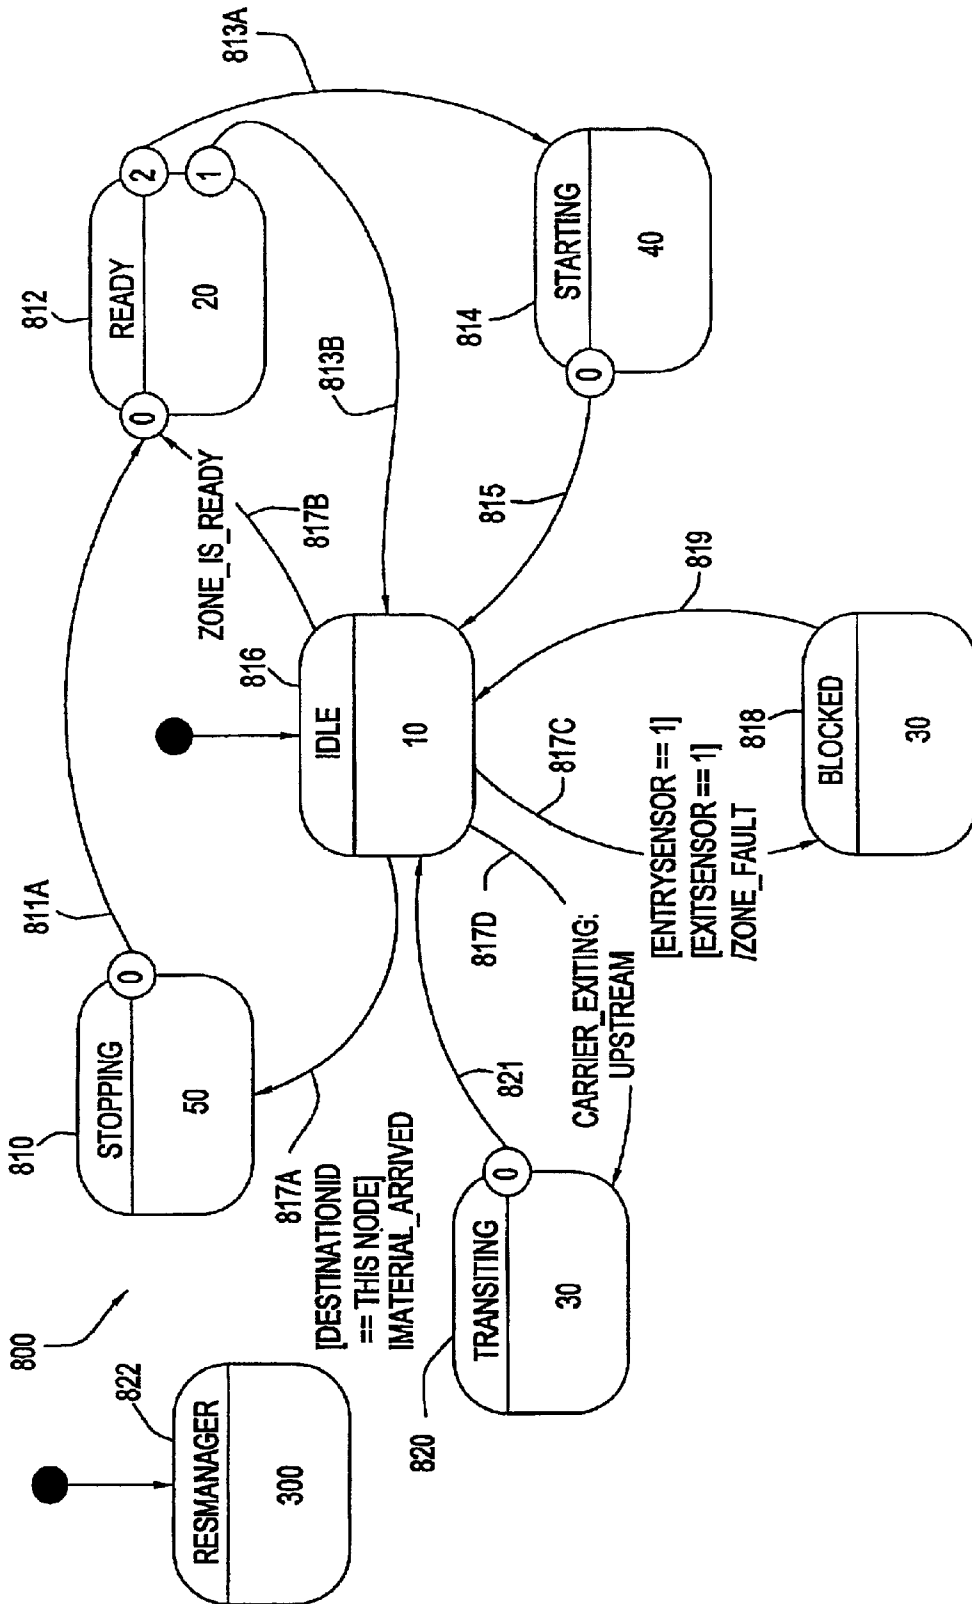 800
822
RESMANAGER
300
810
STOPPING
50
0
811A
817A
[DESTINATIONID
== THIS NODE]
IMATERIAL_ARRIVED
820
TRANSITING
30
0
821
CARRIER_EXITING:
UPSTREAM
817D
816
IDLE
10
ZONE_IS_READY
817B
812
READY
20
0
2
1
813A
813B
814
STARTING
40
0
815
817C
[ENTRYSENSOR == 1]
[EXITSENSOR == 1]
/ZONE_FAULT
819
818
BLOCKED
30